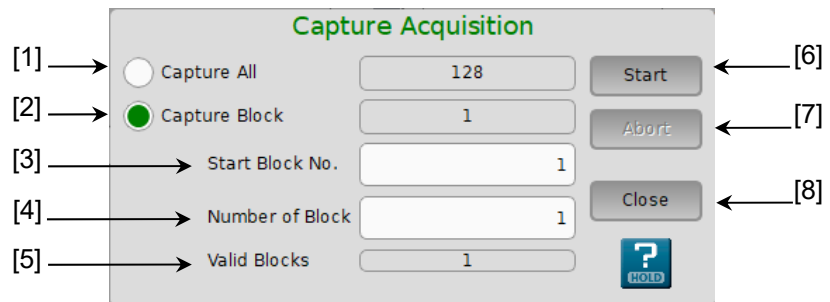 Capture Acquisition
[1] Capture All 128 Start [6]
[2] Capture Block 1 Abort [7]
[3] Start Block No. 1
[4] Number of Block 1 Close [8]
[5] Valid Blocks 1
? HOLD